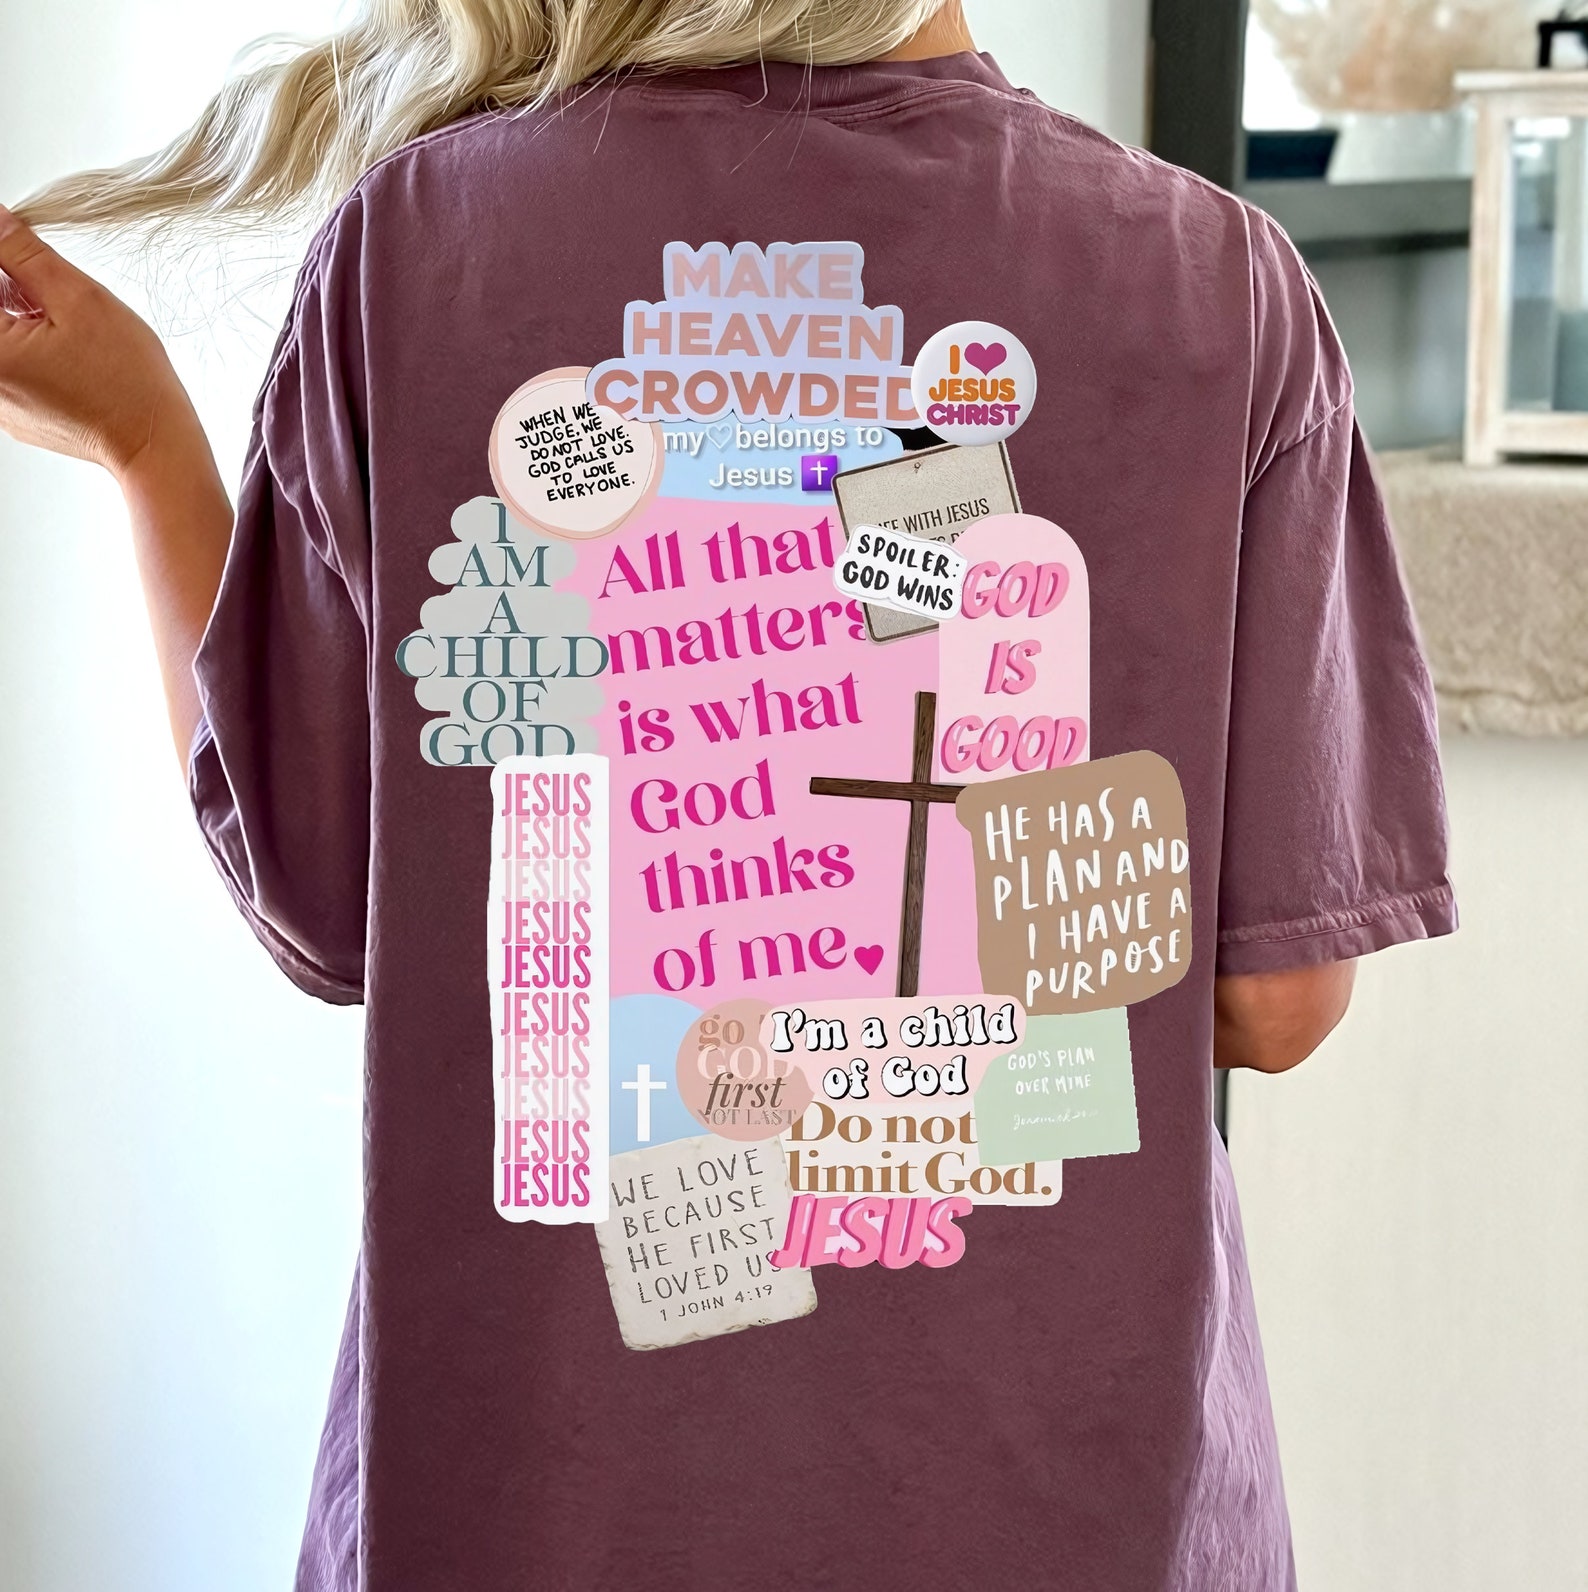 MAKE
HEAVEN
CROWDED
I
JESUS
CHRIST
WHEN WE
JUDGE, WE
DO NOT LOVE.
GOD CALLS US
TO LOVE
EVERYONE.
my belongs to
Jesus
WITH JESUS
SPOILER:
GOD WINS
I
AM
A
CHILD
OF
GOD
All that
matters
is what
God
thinks
of me
GOD
IS
GOOD
HE HAS A
PLAN AND
I HAVE A
PURPOSE
JESUS
JESUS
JESUS
JESUS
JESUS
JESUS
JESUS
JESUS
JESUS
JESUS
go
GOD
first
NOT LAST
I'm a child
of God
GOD'S PLAN
OVER MINE
Do not
limit God.
JESUS
WE LOVE
BECAUSE
HE FIRST
LOVED US
1 JOHN 4:19